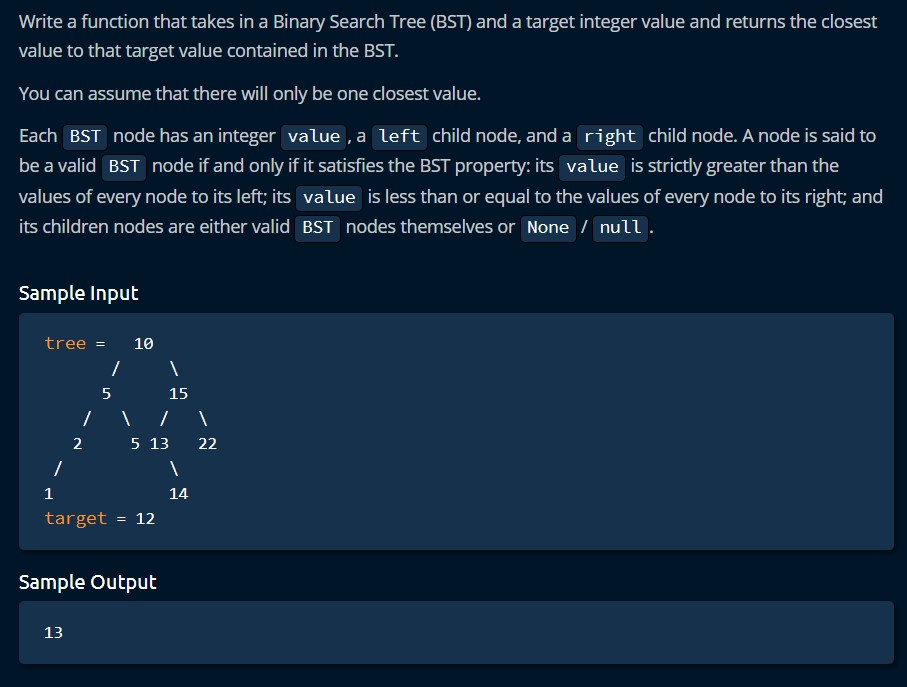 Write a function that takes in a Binary Search Tree (BST) and a target integer value and returns the closest
value to that target value contained in the BST.
You can assume that there will only be one closest value.
Each BST node has an integer value , a left child node, and a right child node. A node is said to
be a valid BST node if and only if it satisfies the BST property: its value is strictly greater than the
values of every node to its left; its value is less than or equal to the values of every node to its right; and
its children nodes are either valid BST nodes themselves or None / null .
Sample Input
tree =   10
       /     \
      5      15
    /   \   /   \
   2     5 13   22
 /           \
1            14
target = 12
Sample Output
13